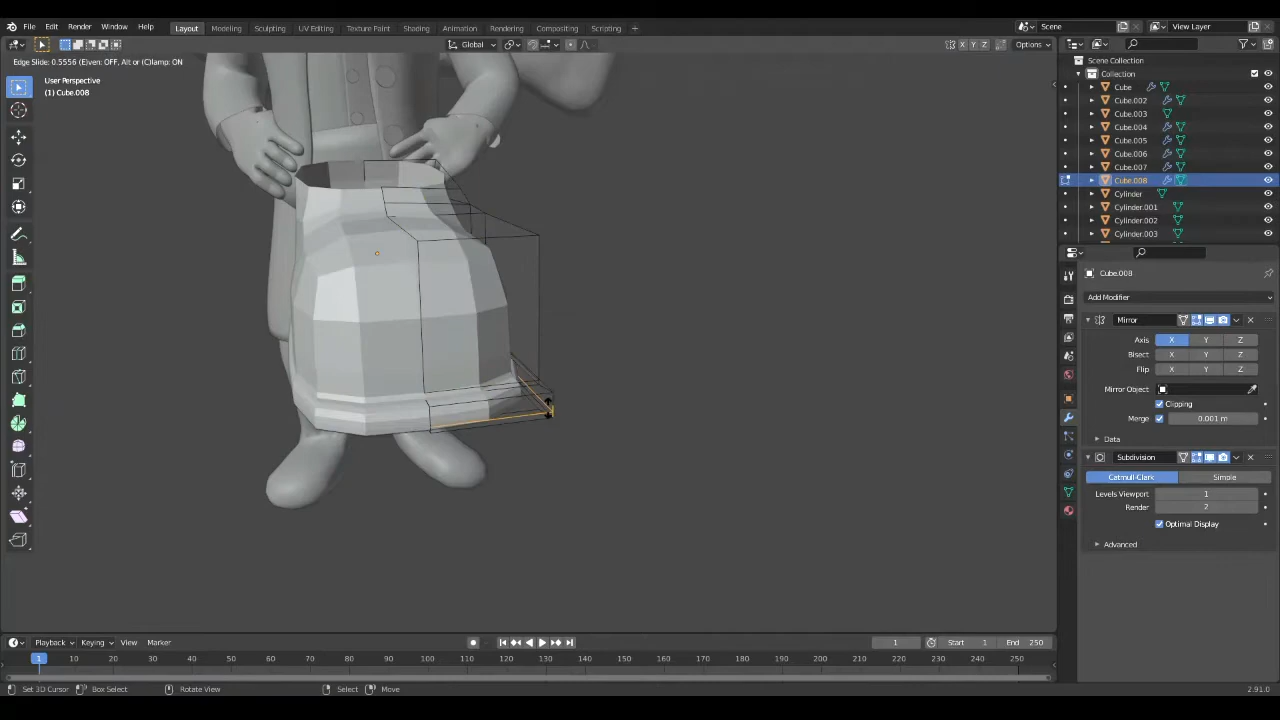 File Edit Render Window Help Layout Modeling Sculpting UV Editing Texture Paint Shading Animation Rendering Compositing Scripting + Scene View Layer
Global X Y Z Options
Edge Slide: 0.5556 (E)ven: OFF, Alt or (C)lamp: ON
Scene Collection
User Perspective
Collection
(1) Cube.008
Cube
Cube.002
Cube.003
Cube.004
Cube.005
Cube.006
Cube.007
Cube.008
Cylinder
Cylinder.001
Cylinder.002
Cylinder.003
Cube.008
Add Modifier
Mirror
Axis X Y Z
Bisect X Y Z
Flip X Y Z
Mirror Object
Clipping
Merge 0.001 m
Data
Subdivision
Catmull-Clark Simple
Levels Viewport 1
Render 2
Optimal Display
Advanced
Playback Keying View Marker 1 Start 1 End 250
1 10 20 30 40 50 60 70 80 90 100 110 120 130 140 150 160 170 180 190 200 210 220 230 240 250
Set 3D Cursor Box Select Rotate View Select Move 2.91.0